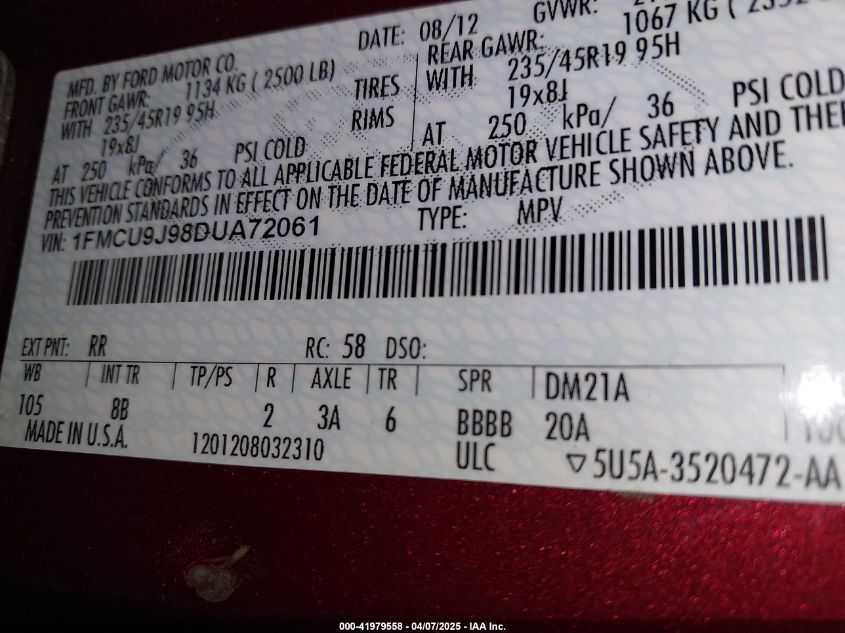 MFD. BY FORD MOTOR CO. DATE: 08/12 GVWR:
FRONT GAWR: 1134 KG ( 2500 LB) REAR GAWR: 1067 KG (
WITH 235/45R19 95H TIRES WITH 235/45R19 95H
19x8J RIMS 19x8J
AT 250 kPa/ 36 PSI COLD AT 250 kPa/ 36 PSI COLD
THIS VEHICLE CONFORMS TO ALL APPLICABLE FEDERAL MOTOR VEHICLE SAFETY AND
PREVENTION STANDARDS IN EFFECT ON THE DATE OF MANUFACTURE SHOWN ABOVE.
VIN: 1FMCU9J98DUA72061 TYPE: MPV
EXT PNT: RR RC: 58 DSO:
WB INT TR TP/PS R AXLE TR SPR DM21A
105 8B 2 3A 6 BBBB 20A
MADE IN U.S.A. 1201208032310 ULC ▽5U5A-3520472-AA
000-41979558 - 04/07/2025 - IAA Inc.